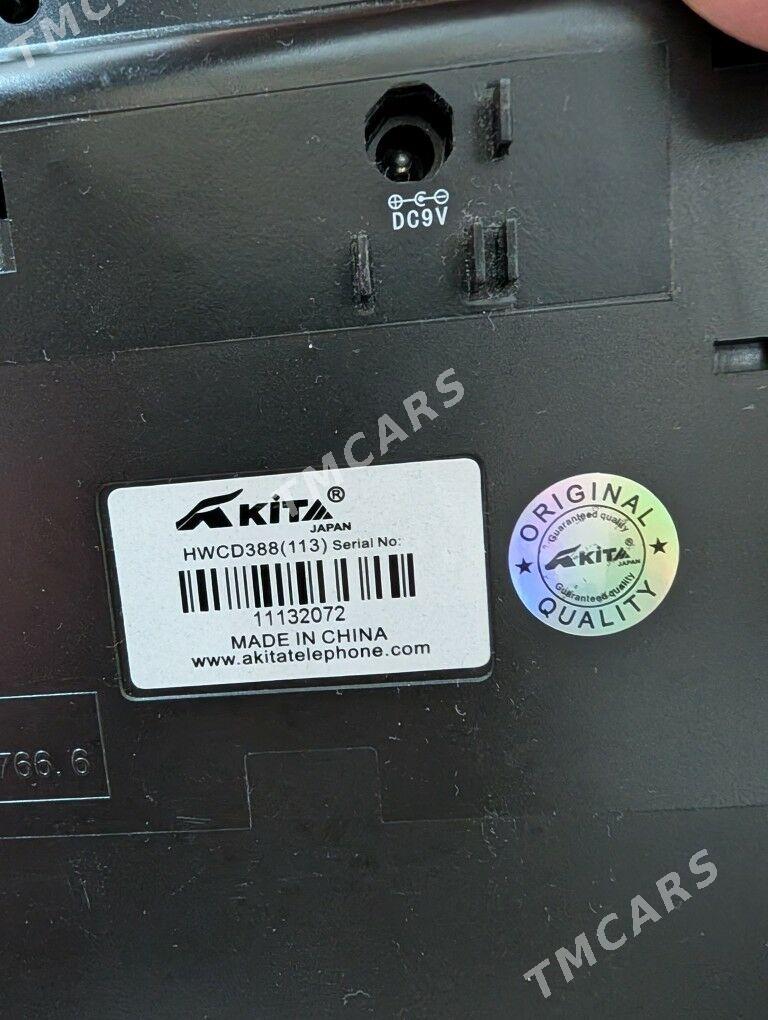 TMCARS
⊕-C-⊖
DC9V
TMCARS
AKiTA®
JAPAN
HWCD388(113) Serial No:
11132072
MADE IN CHINA
www.akitatelephone.com
ORIGINAL
Guaranteed quality
AKiTA®
JAPAN
Guaranteed quality
QUALITY
766.6
TMCARS